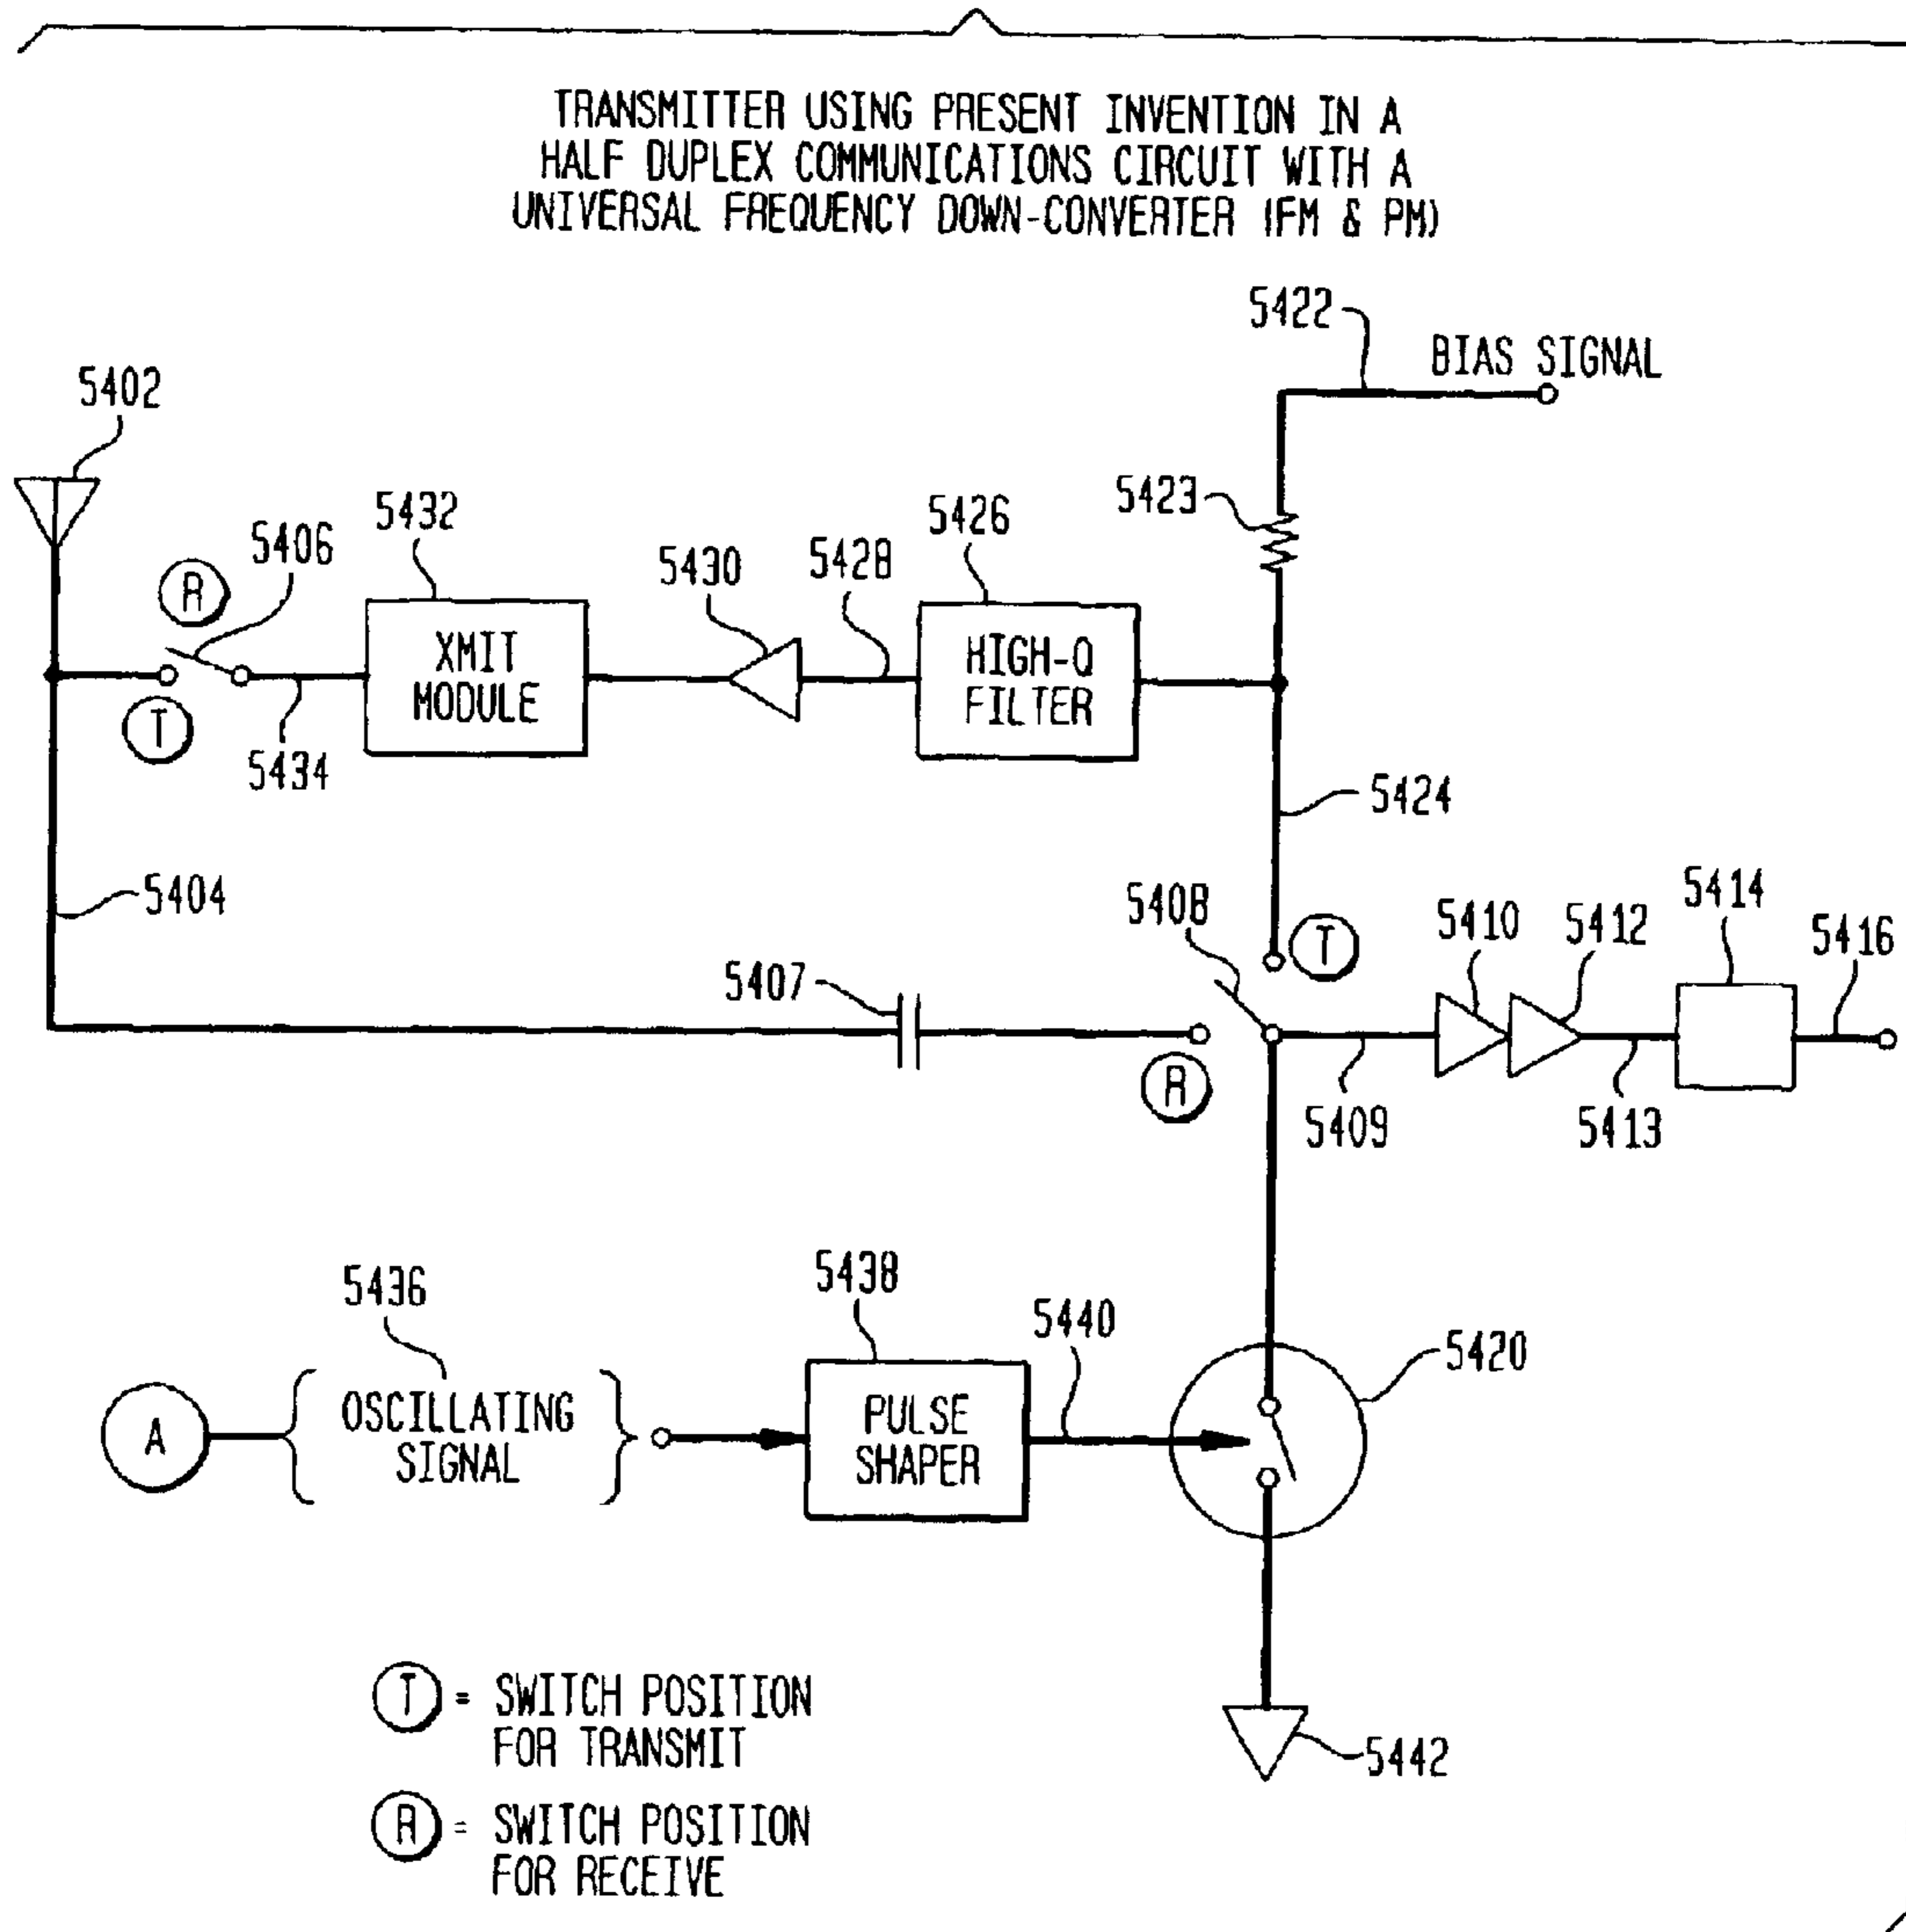 TRANSMITTER USING PRESENT INVENTION IN A
HALF DUPLEX COMMUNICATIONS CIRCUIT WITH A
UNIVERSAL FREQUENCY DOWN-CONVERTER (FM & PM)
5422
BIAS SIGNAL
5402
5406
R
T
5434
5432
XMIT
MODULE
5430
5428
5426
HIGH-Q
FILTER
5423
5424
5404
5407
5408
T
R
5409
5410
5412
5413
5414
5416
5436
A
OSCILLATING
SIGNAL
5438
PULSE
SHAPER
5440
5420
5442
T = SWITCH POSITION
FOR TRANSMIT
R = SWITCH POSITION
FOR RECEIVE